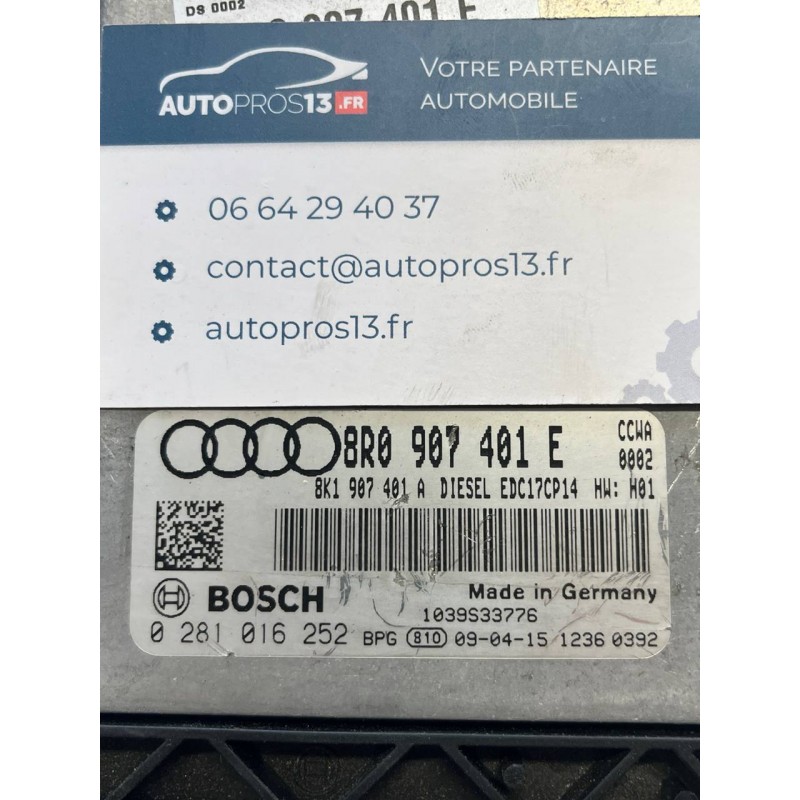 DS 0002
907 401 E
AUTOPROS13.FR
VOTRE PARTENAIRE
AUTOMOBILE
06 64 29 40 37
contact@autopros13.fr
autopros13.fr
8R0 907 401 E
CCWA
0002
8K1 907 401 A DIESEL EDC17CP14 HW: H01
BOSCH
Made in Germany
1039S33776
0 281 016 252 BPG 810 09-04-15 1236 0392